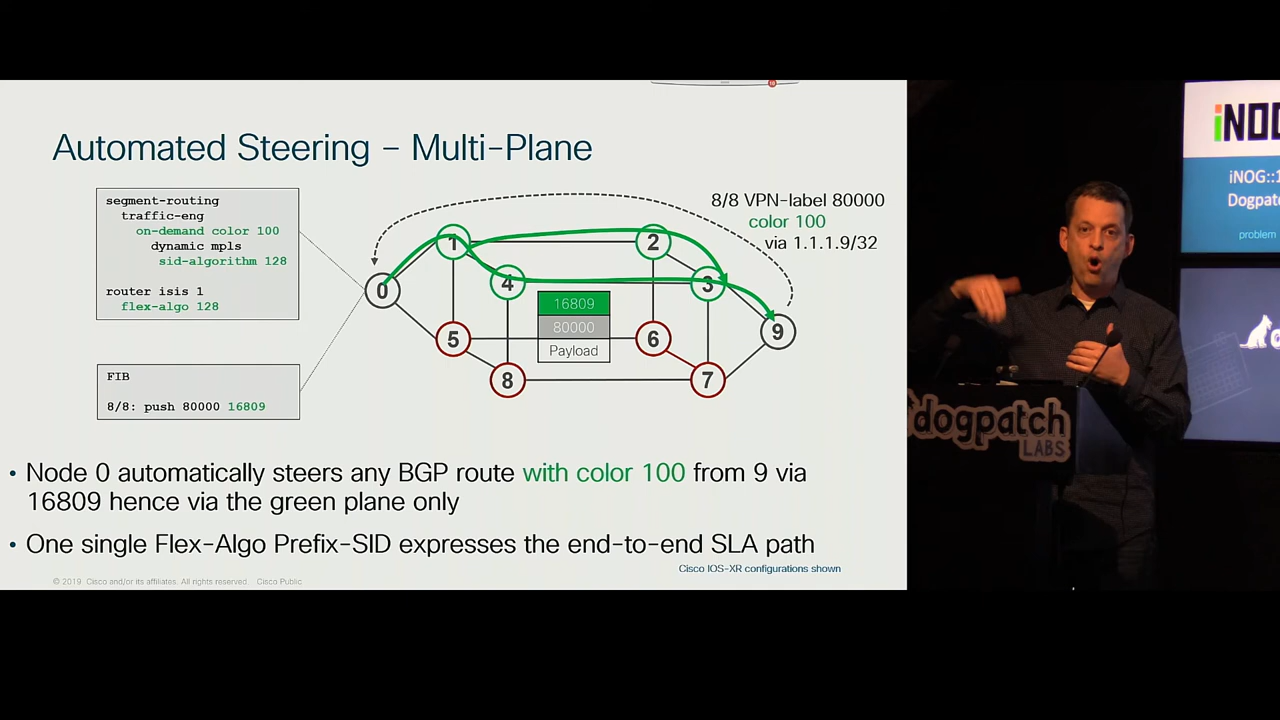 Automated Steering – Multi-Plane
segment-routing
traffic-eng
on-demand color 100
dynamic mpls
sid-algorithm 128
router isis 1
flex-algo 128
FIB
8/8: push 80000 16809
8/8 VPN-label 80000
color 100
via 1.1.1.9/32
0
1
2
3
4
5
6
7
8
9
16809
80000
Payload
• Node 0 automatically steers any BGP route with color 100 from 9 via
16809 hence via the green plane only
• One single Flex-Algo Prefix-SID expresses the end-to-end SLA path
Cisco IOS-XR configurations shown
© 2019 Cisco and/or its affiliates. All rights reserved. Cisco Public
iNOG::1
Dogpatch
problem
dogpatch
LABS